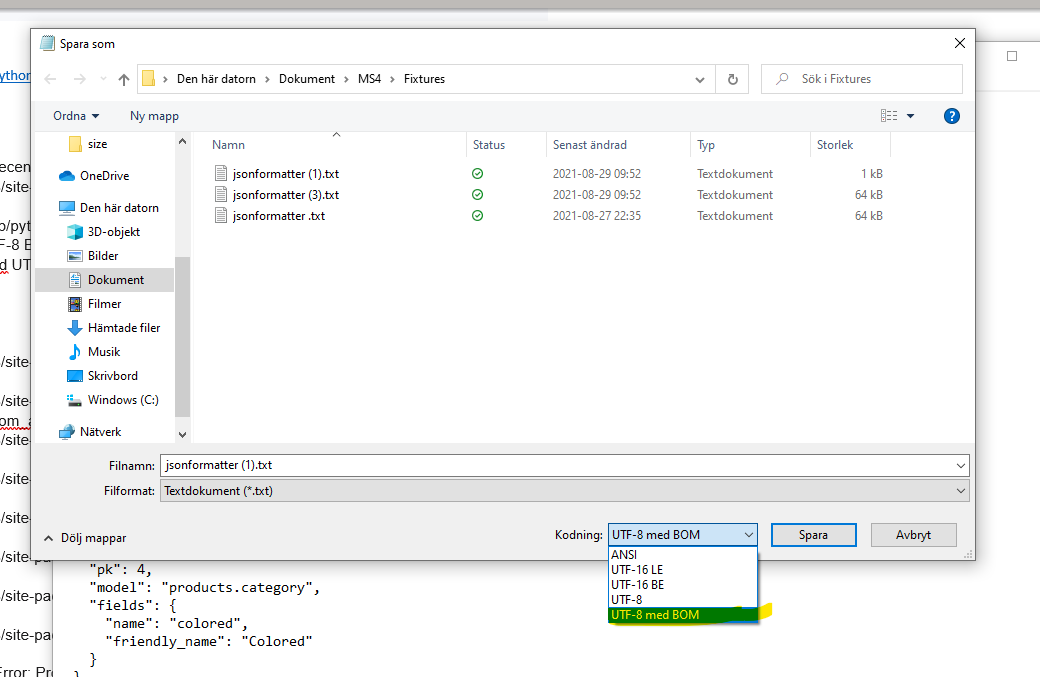 Spara som
ython
Den här datorn > Dokument > MS4 > Fixtures
Sök i Fixtures
Ordna
Ny mapp
?
Namn Status Senast ändrad Typ Storlek
jsonformatter (1).txt 2021-08-29 09:52 Textdokument 1 kB
jsonformatter (3).txt 2021-08-29 09:52 Textdokument 64 kB
jsonformatter .txt 2021-08-27 22:35 Textdokument 64 kB
size
OneDrive
Den här datorn
3D-objekt
Bilder
Dokument
Filmer
Hämtade filer
Musik
Skrivbord
Windows (C:)
Nätverk
ecen
/site-
o/pyt
F-8 B
d UT
/site-
/site-
om_a
/site-
/site-
/site-
/site-pa
/site-pac
/site-pac
Error: Pro
Filnamn: jsonformatter (1).txt
Filformat: Textdokument (*.txt)
Dölj mappar
Kodning: UTF-8 med BOM
Spara
Avbryt
ANSI
UTF-16 LE
UTF-16 BE
UTF-8
UTF-8 med BOM
"pk": 4,
"model": "products.category",
"fields": {
"name": "colored",
"friendly_name": "Colored"
}